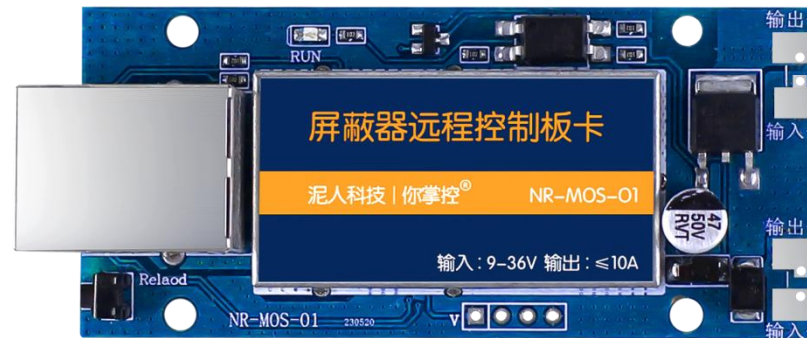 输出
RUN
输入
屏蔽器远程控制板卡
泥人科技 | 你掌控® NR-MOS-01
47
50V
RVT
输出
输入：9-36V 输出：≤10A
Relaod
NR-MOS-01 230520 V
输入